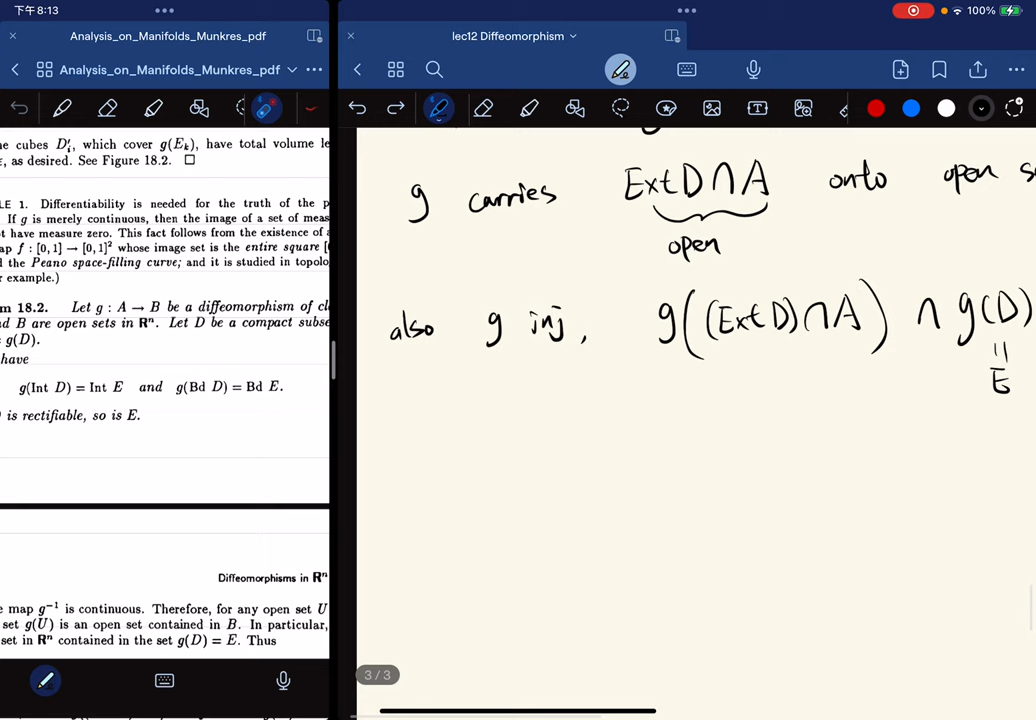 下午 8:13
100%
Analysis_on_Manifolds_Munkres_pdf
lec12 Diffeomorphism
Analysis_on_Manifolds_Munkres_pdf
ne cubes D′i, which cover g(Ek), have total volume le
, as desired. See Figure 18.2. □
LE 1. Differentiability is needed for the truth of the p
If g is merely continuous, then the image of a set of meas
t have measure zero. This fact follows from the existence of a
ap f : [0, 1] → [0, 1]² whose image set is the entire square [
d the Peano space-filling curve; and it is studied in topolo
r example.)
m 18.2. Let g : A → B be a diffeomorphism of cl
d B are open sets in Rⁿ. Let D be a compact subse
g(D).
have
g(Int D) = Int E and g(Bd D) = Bd E.
is rectifiable, so is E.
Diffeomorphisms in Rⁿ
e map g⁻¹ is continuous. Therefore, for any open set U
set g(U) is an open set contained in B. In particular,
set in Rⁿ contained in the set g(D) = E. Thus
g carries Ext D ∩ A onto open s
open
also g inj, g((Ext D) ∩ A) ∩ g(D)
=
E
3 / 3